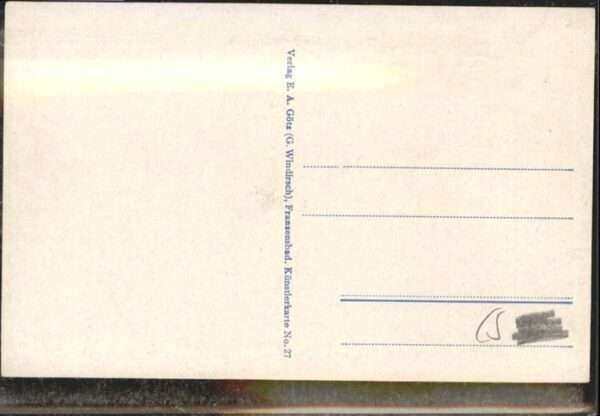 Verlag E. A. Götz (G. Windirsch), Franzensbad. Künstlerkarte No. 27